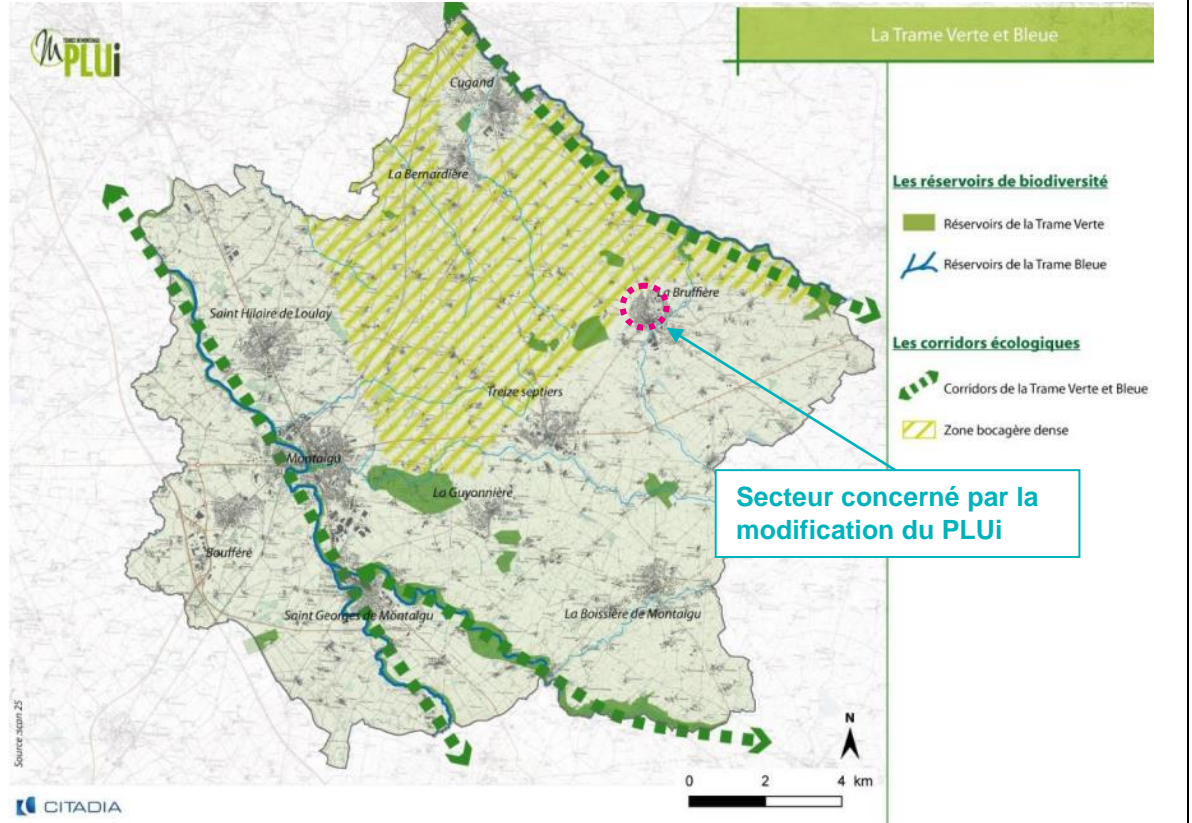 TERRES DE MONTAIGU
PLUi
La Trame Verte et Bleue
Cugand
La Bernardière
La Bruffière
Saint Hilaire de Loulay
Treize septiers
Montaigu
La Guyonnière
Boufféré
Saint Georges de Montaigu
La Boissière de Montaigu
Les réservoirs de biodiversité
Réservoirs de la Trame Verte
Réservoirs de la Trame Bleue
Les corridors écologiques
Corridors de la Trame Verte et Bleue
Zone bocagère dense
Secteur concerné par la
modification du PLUi
N
0 2 4 km
Source :scan 25
CITADIA